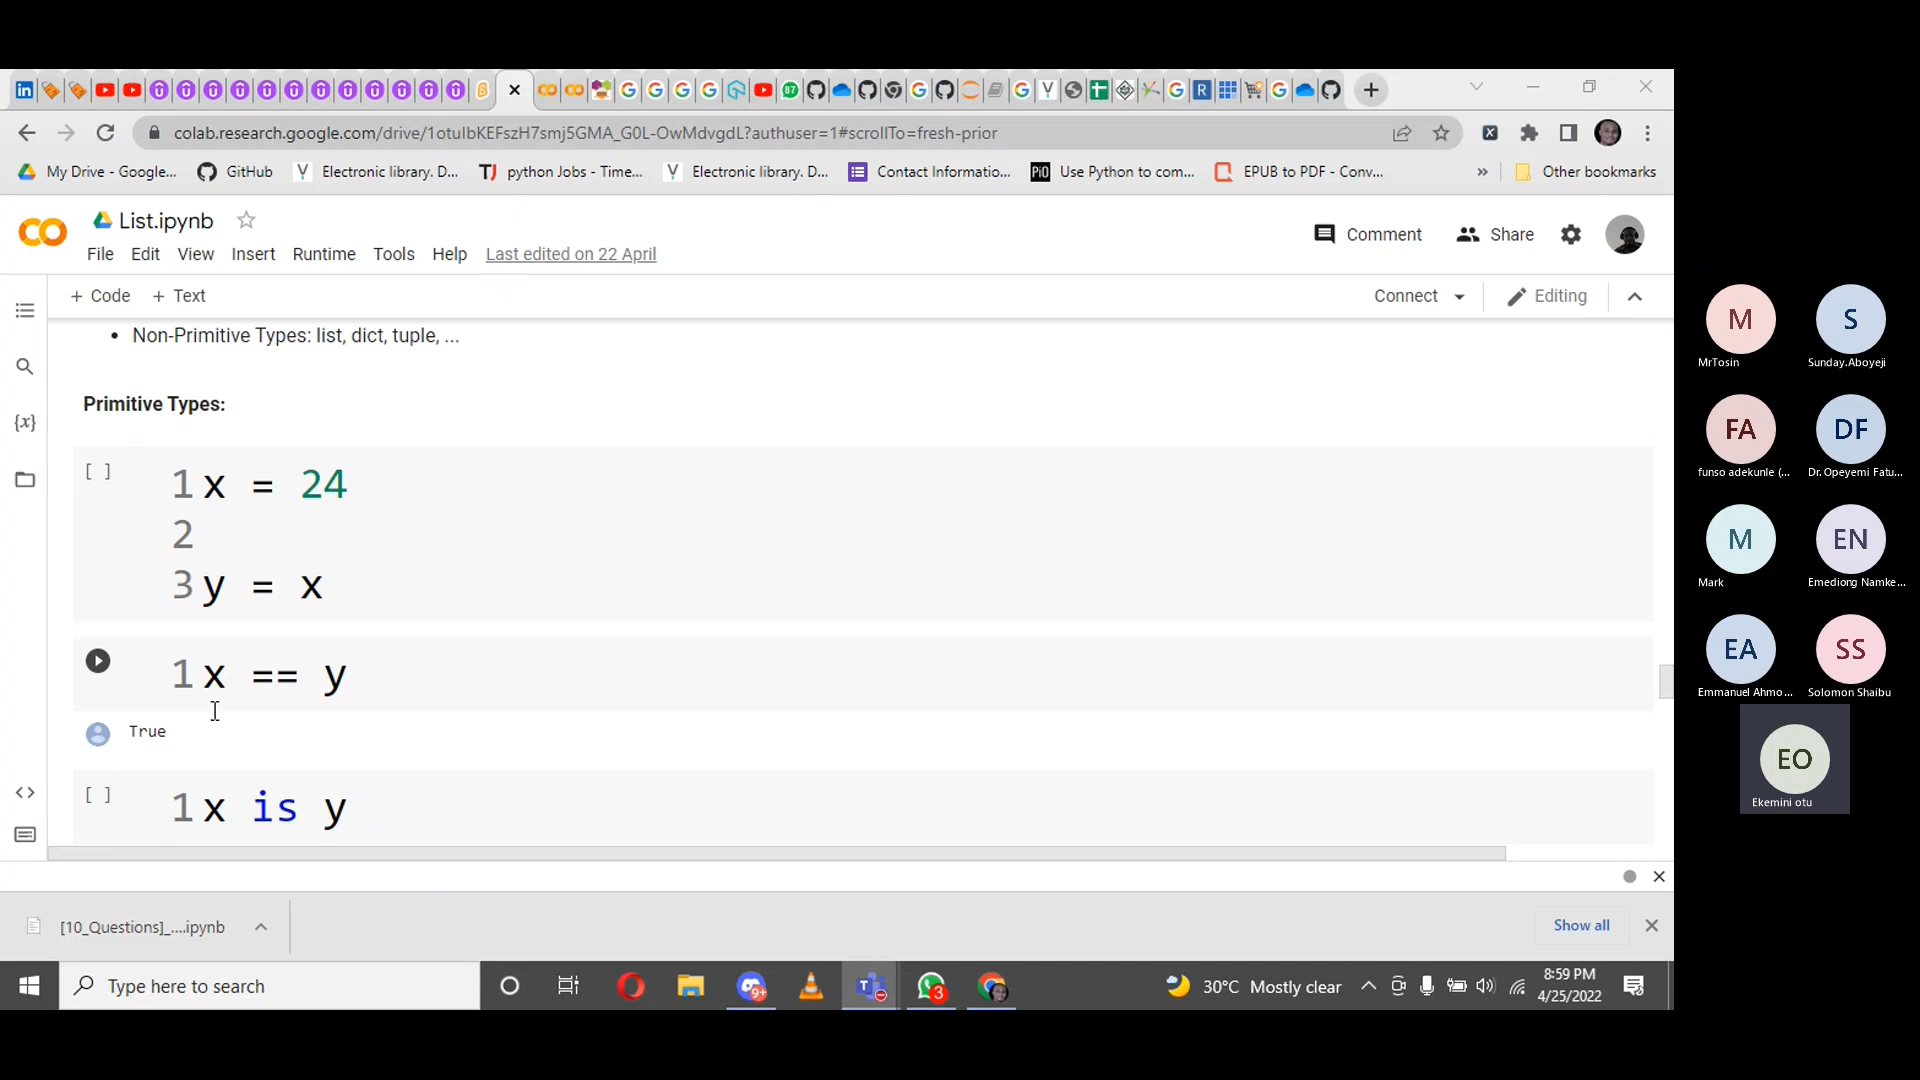 colab.research.google.com/drive/1otulbKEFszH7smj5GMA_G0L-OwMdvgdL?authuser=1#scrollTo=fresh-prior
My Drive - Google... GitHub Electronic library. D... python Jobs - Time... Electronic library. D... Contact Informatio... Use Python to com... EPUB to PDF - Conv... » Other bookmarks
List.ipynb
Comment Share
File Edit View Insert Runtime Tools Help Last edited on 22 April
+ Code + Text Connect Editing
• Non-Primitive Types: list, dict, tuple, ...
Primitive Types:
[ ] 1 x = 24
2
3 y = x
1 x == y
True
[ ] 1 x is y
[10_Questions]_....ipynb Show all
Type here to search 9+ 3 30°C Mostly clear 8:59 PM
4/25/2022
M S
MrTosin Sunday.Aboyeji
FA DF
funso adekunle (... Dr. Opeyemi Fatu...
M EN
Mark Emediong Namke...
EA SS
Emmanuel Ahmo... Solomon Shaibu
EO
Ekemini otu